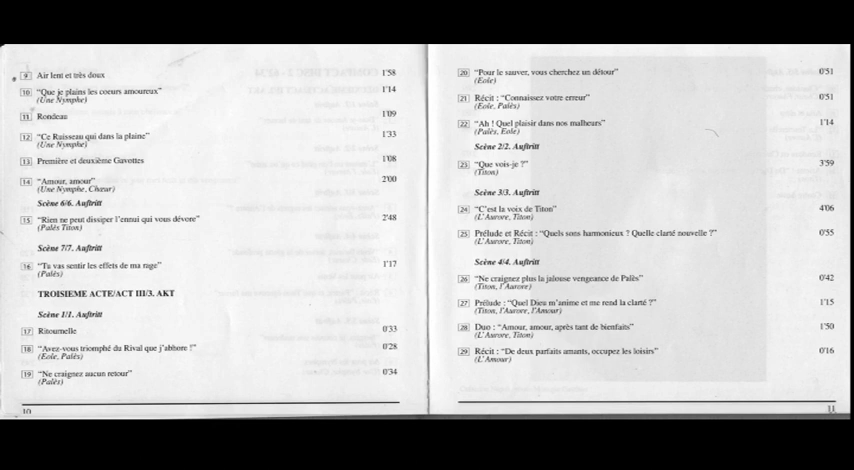 9 Air lent et très doux 1'58
10 "Que je plains les coeurs amoureux" 1'14
(Une Nymphe)
11 Rondeau 1'09
12 "Ce Ruisseau qui dans la plaine" 1'33
(Une Nymphe)
13 Première et deuxième Gavottes 1'08
14 "Amour, amour" 2'00
(Une Nymphe, Chœur)
Scène 6/6. Auftritt
15 "Rien ne peut dissiper l'ennui qui vous dévore" 2'48
(Palès Titon)
Scène 7/7. Auftritt
16 "Tu vas sentir les effets de ma rage" 1'17
(Palès)
TROISIEME ACTE/ACT III/3. AKT
Scène 1/1. Auftritt
17 Ritournelle 0'33
18 "Avez-vous triomphé du Rival que j'abhore !" 0'28
(Eole, Palès)
19 "Ne craignez aucun retour" 0'34
(Palès)
10
20 "Pour le sauver, vous cherchez un détour" 0'51
(Eole)
21 Récit : "Connaissez votre erreur" 0'51
(Eole, Palès)
22 "Ah ! Quel plaisir dans nos malheurs" 1'14
(Palès, Eole)
Scène 2/2. Auftritt
23 "Que vois-je ?" 3'59
(Titon)
Scène 3/3. Auftritt
24 "C'est la voix de Titon" 4'06
(L'Aurore, Titon)
25 Prélude et Récit : "Quels sons harmonieux ? Quelle clarté nouvelle ?" 0'55
(L'Aurore, Titon)
Scène 4/4. Auftritt
26 "Ne craignez plus la jalouse vengeance de Palès" 0'42
(Titon, l'Aurore)
27 Prélude : "Quel Dieu m'anime et me rend la clarté ?" 1'15
(Titon, l'Aurore, l'Amour)
28 Duo : "Amour, amour, après tant de bienfaits" 1'50
(L'Aurore, Titon)
29 Récit : "De deux parfaits amants, occupez les loisirs" 0'16
(L'Amour)
11